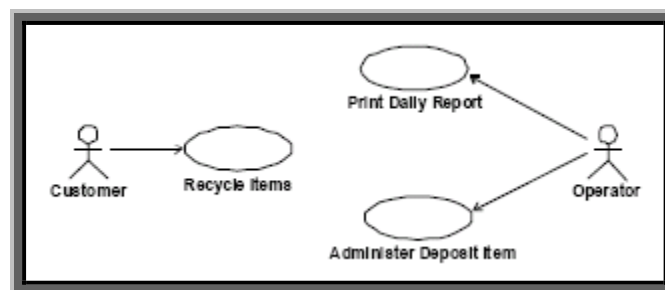 Print Daily Report
Customer
Recycle Items
Operator
Administer Deposit Item